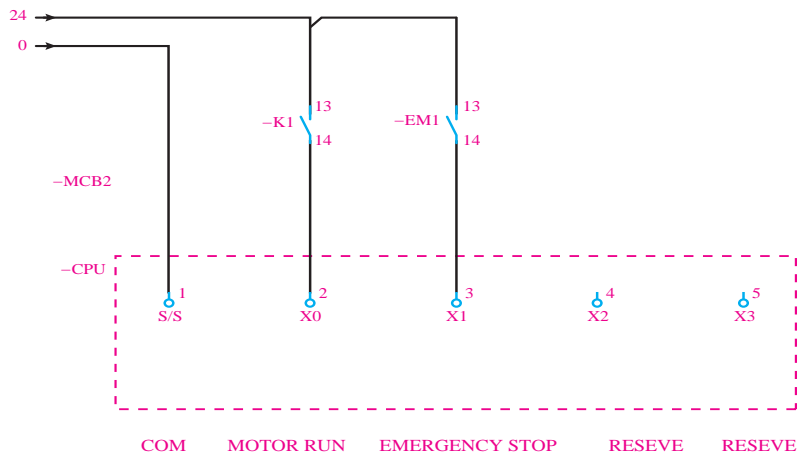 24
0
13
13
–K1
–EM1
14
14
–MCB2
–CPU
1
2
3
4
5
S/S
X0
X1
X2
X3
COM
MOTOR RUN
EMERGENCY STOP
RESEVE
RESEVE